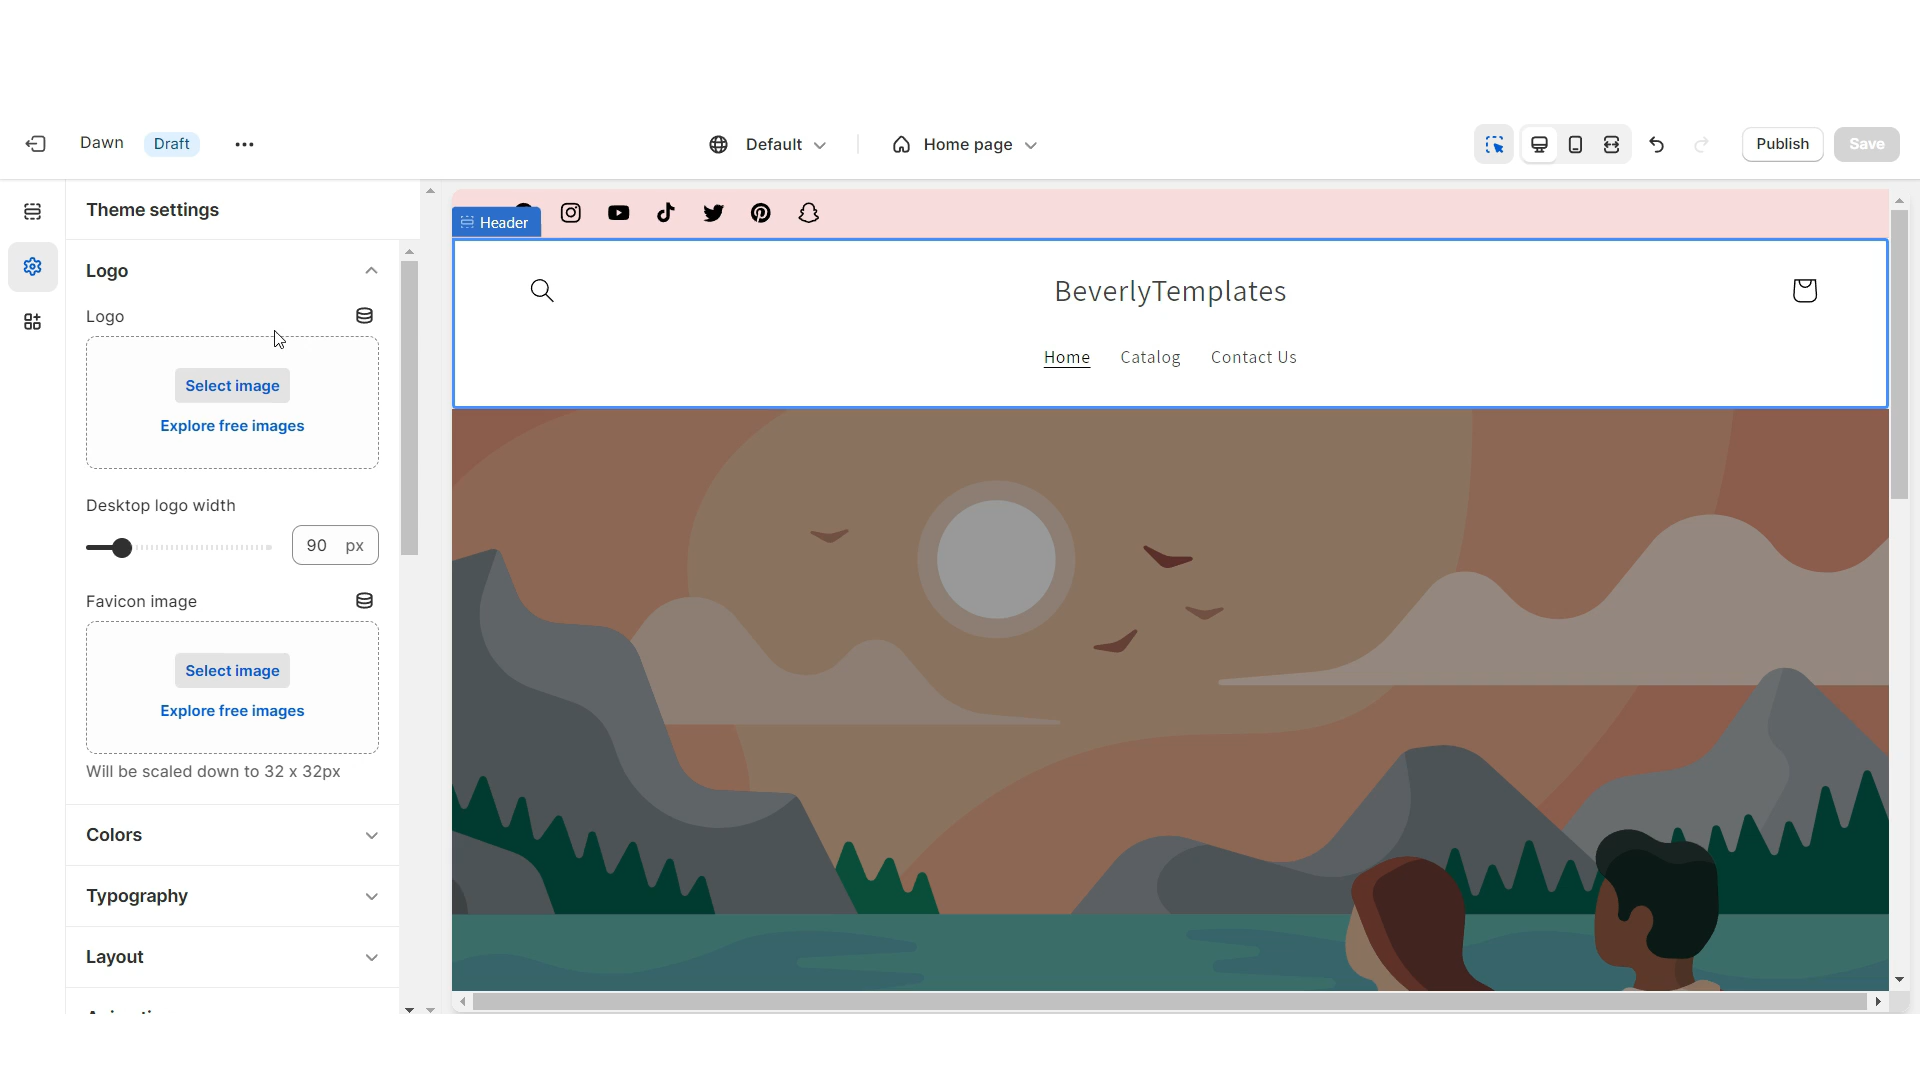 Dawn Draft ... Default Home page Publish Save
Theme settings
Header
Logo
Logo
Select image
Explore free images
Desktop logo width
90 px
Favicon image
Select image
Explore free images
Will be scaled down to 32 x 32px
Colors
Typography
Layout
BeverlyTemplates
Home Catalog Contact Us